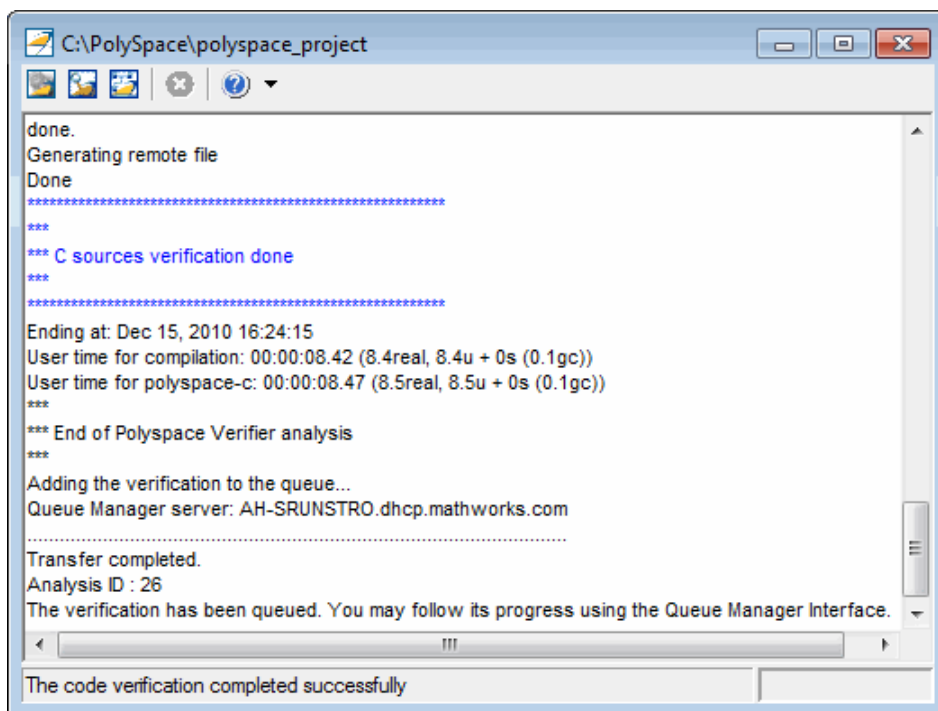 C:\PolySpace\polyspace_project
done.
Generating remote file
Done
**********************************************************
***
*** C sources verification done
***
**********************************************************
Ending at: Dec 15, 2010 16:24:15
User time for compilation: 00:00:08.42 (8.4real, 8.4u + 0s (0.1gc))
User time for polyspace-c: 00:00:08.47 (8.5real, 8.5u + 0s (0.1gc))
***
*** End of Polyspace Verifier analysis
***
Adding the verification to the queue...
Queue Manager server: AH-SRUNSTRO.dhcp.mathworks.com
...........................................................................................
Transfer completed.
Analysis ID : 26
The verification has been queued. You may follow its progress using the Queue Manager Interface.
The code verification completed successfully